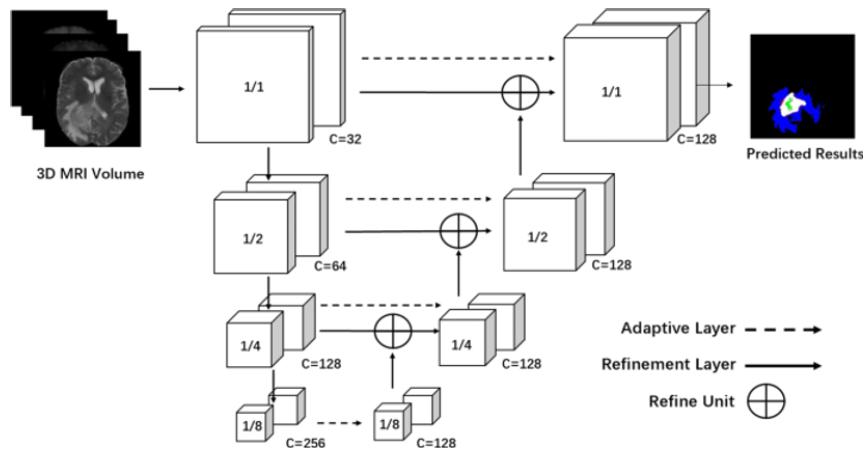 1/1
C=32
1/1
C=128
3D MRI Volume
Predicted Results
1/2
C=64
1/2
C=128
1/4
C=128
1/4
C=128
1/8
C=256
1/8
C=128
Adaptive Layer
Refinement Layer
Refine Unit